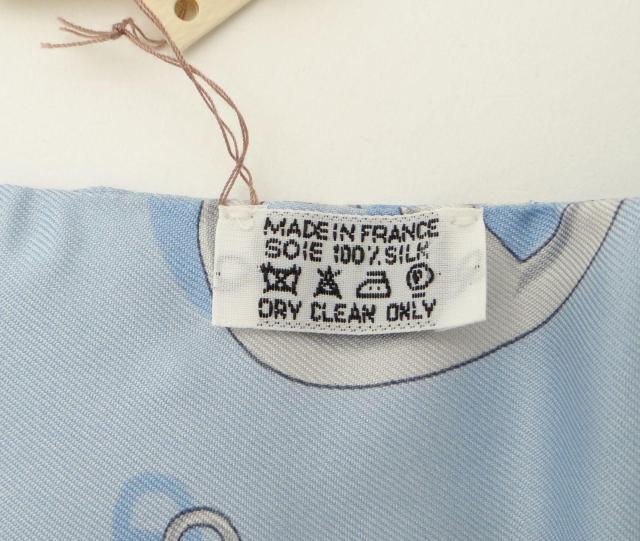 MADE IN FRANCE
SOIE 100% SILK
P
DRY CLEAN ONLY